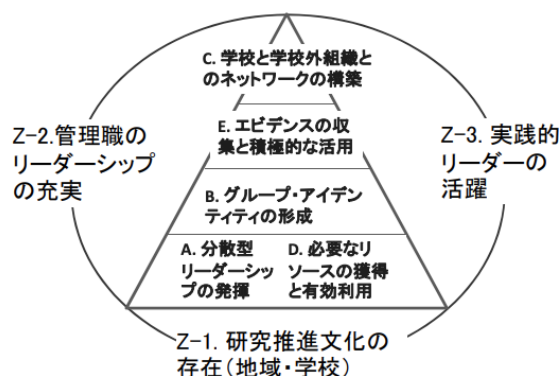 C. 学校と学校外組織と
のネットワークの構築
E. エビデンスの収
集と積極的な活用
Z-2.管理職の
リーダーシップ
の充実
Z-3. 実践的
リーダーの
活躍
B. グループ・アイデン
ティティの形成
A. 分散型
リーダーシッ
プの発揮
D. 必要なリ
ソースの獲得
と有効利用
Z-1. 研究推進文化の
存在(地域・学校)